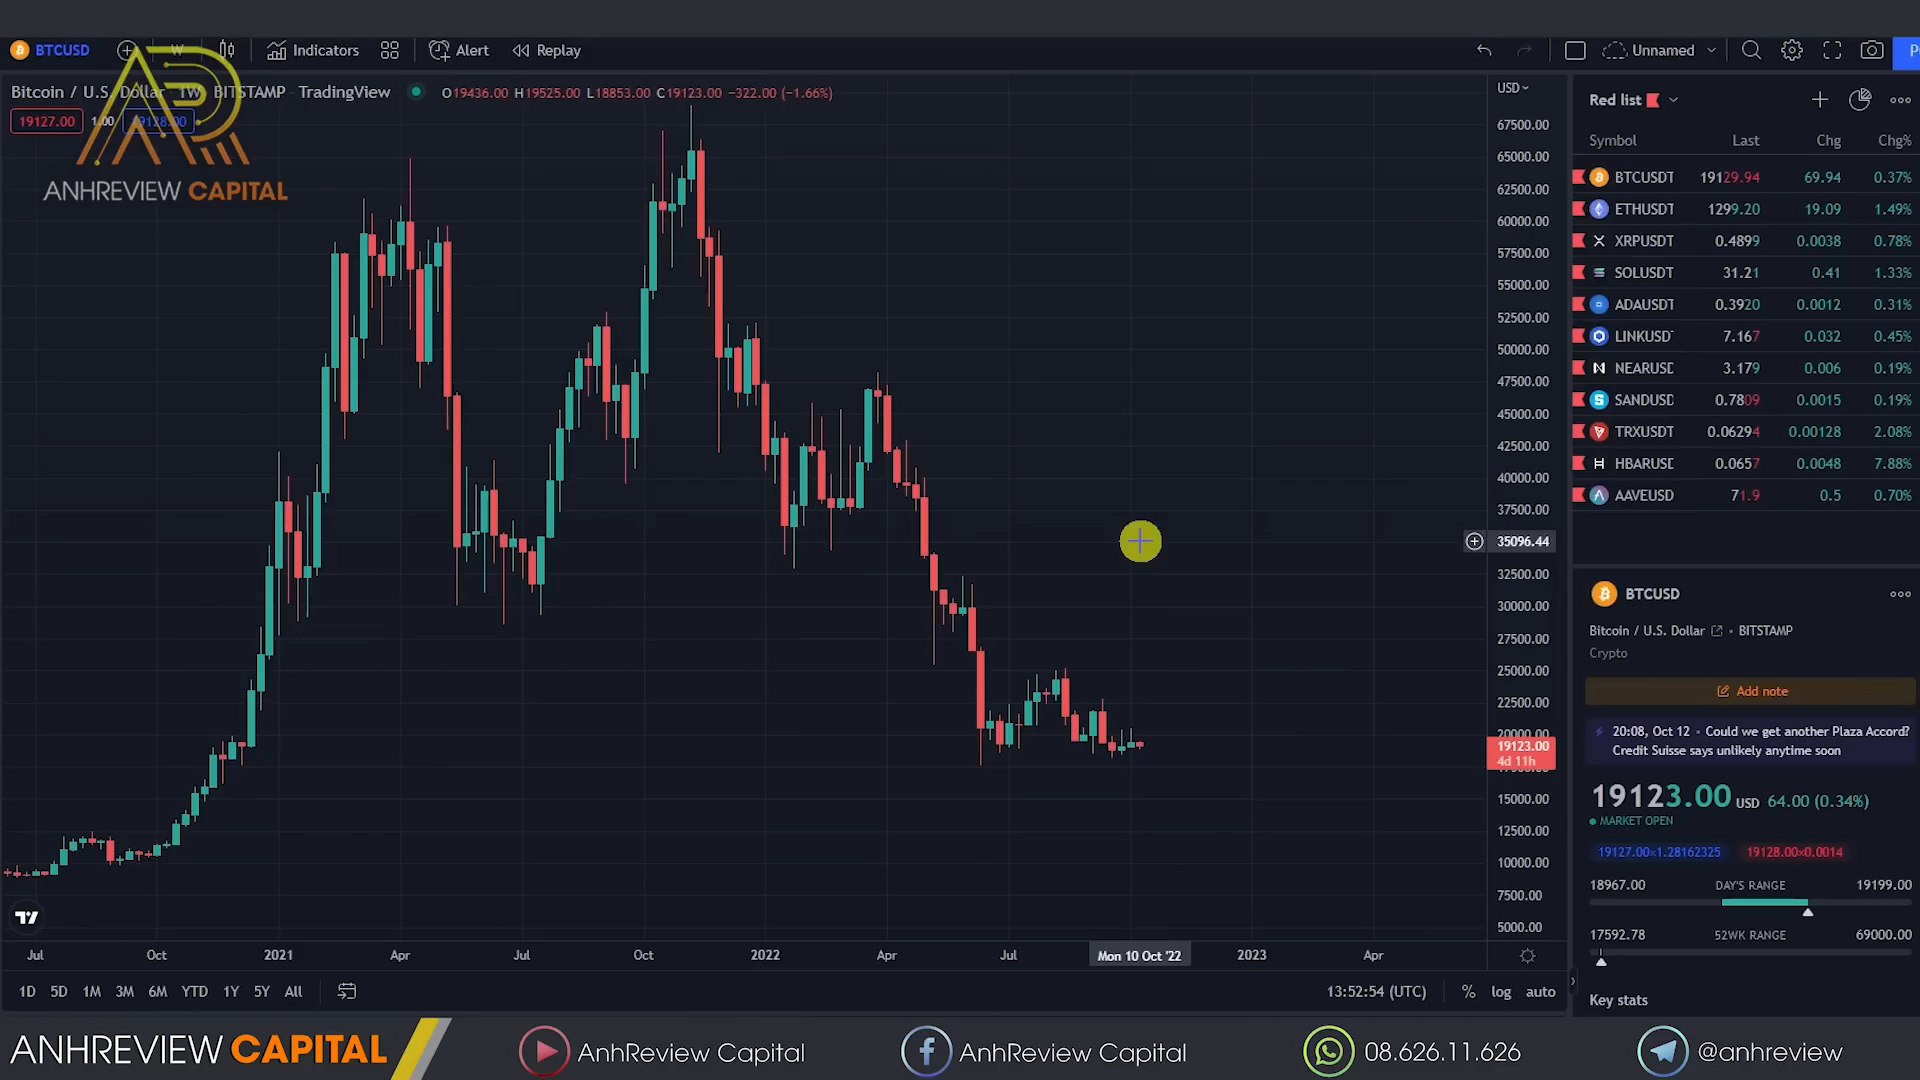 BTCUSD W Indicators Alert Replay Unnamed P
Bitcoin / U.S. Dollar 1W BITSTAMP TradingView O19436.00 H19525.00 L18853.00 C19123.00 −322.00 (−1.66%)
19127.00 1.00 19128.00
ANHREVIEW CAPITAL
USD
67500.00
65000.00
62500.00
60000.00
57500.00
55000.00
52500.00
50000.00
47500.00
45000.00
42500.00
40000.00
37500.00
35096.44
32500.00
30000.00
27500.00
25000.00
22500.00
20000.00
19123.00
4d 11h
15000.00
12500.00
10000.00
7500.00
5000.00
Jul Oct 2021 Apr Jul Oct 2022 Apr Jul Mon 10 Oct '22 2023 Apr
1D 5D 1M 3M 6M YTD 1Y 5Y All 13:52:54 (UTC) % log auto
Red list
Symbol Last Chg Chg%
BTCUSDT 19129.94 69.94 0.37%
ETHUSDT 1299.20 19.09 1.49%
XRPUSDT 0.4899 0.0038 0.78%
SOLUSDT 31.21 0.41 1.33%
ADAUSDT 0.3920 0.0012 0.31%
LINKUSD 7.167 0.032 0.45%
NEARUSD 3.179 0.006 0.19%
SANDUSD 0.7809 0.0015 0.19%
TRXUSDT 0.06294 0.00128 2.08%
HBARUSD 0.0657 0.0048 7.88%
AAVEUSD 71.9 0.5 0.70%
BTCUSD
Bitcoin / U.S. Dollar • BITSTAMP
Crypto
Add note
20:08, Oct 12 • Could we get another Plaza Accord?
Credit Suisse says unlikely anytime soon
19123.00 USD 64.00 (0.34%)
MARKET OPEN
19127.00×1.28162325 19128.00×0.0014
18967.00 DAY'S RANGE 19199.00
17592.78 52WK RANGE 69000.00
Key stats
ANHREVIEW CAPITAL AnhReview Capital AnhReview Capital 08.626.11.626 @anhreview